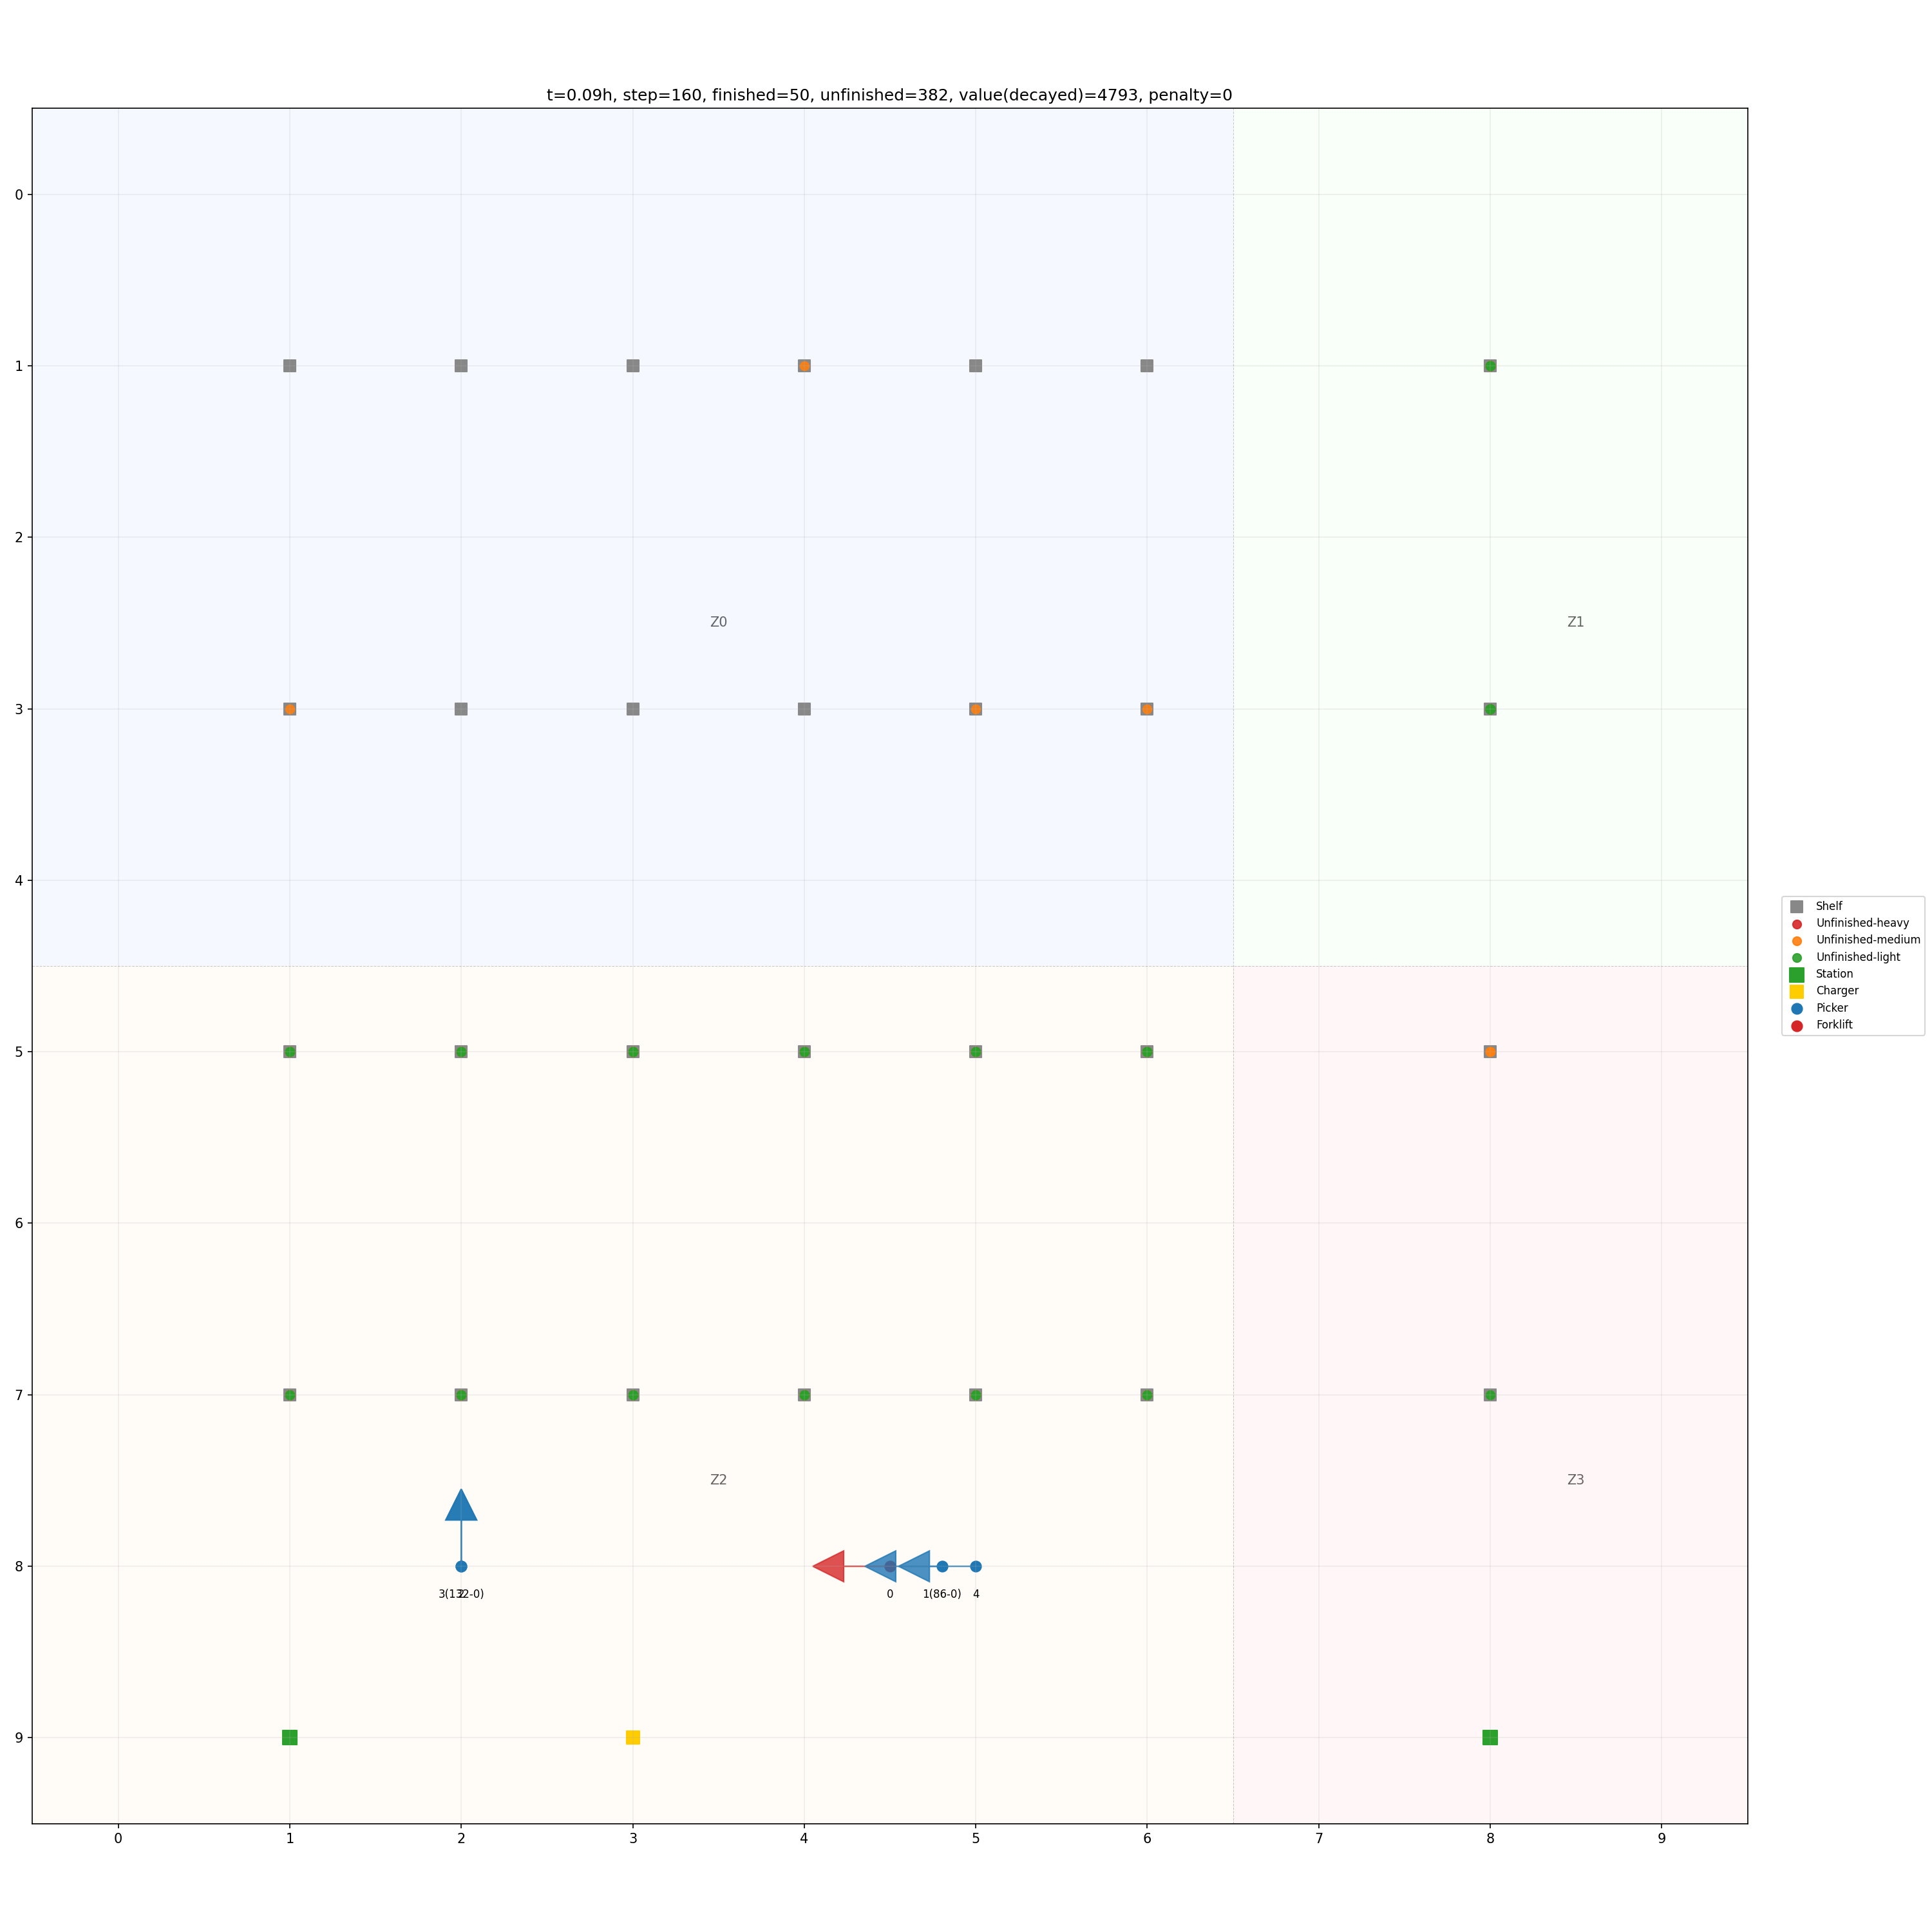 t=0.09h, step=160, finished=50, unfinished=382, value(decayed)=4793, penalty=0
0
1
2
Z0
Z1
3
4
Shelf
Unfinished-heavy
Unfinished-medium
Unfinished-light
Station
Charger
Picker
Forklift
5
6
7
Z2
Z3
8
0
1(86-0)
4
9
0
1
2
3
4
5
6
7
8
9